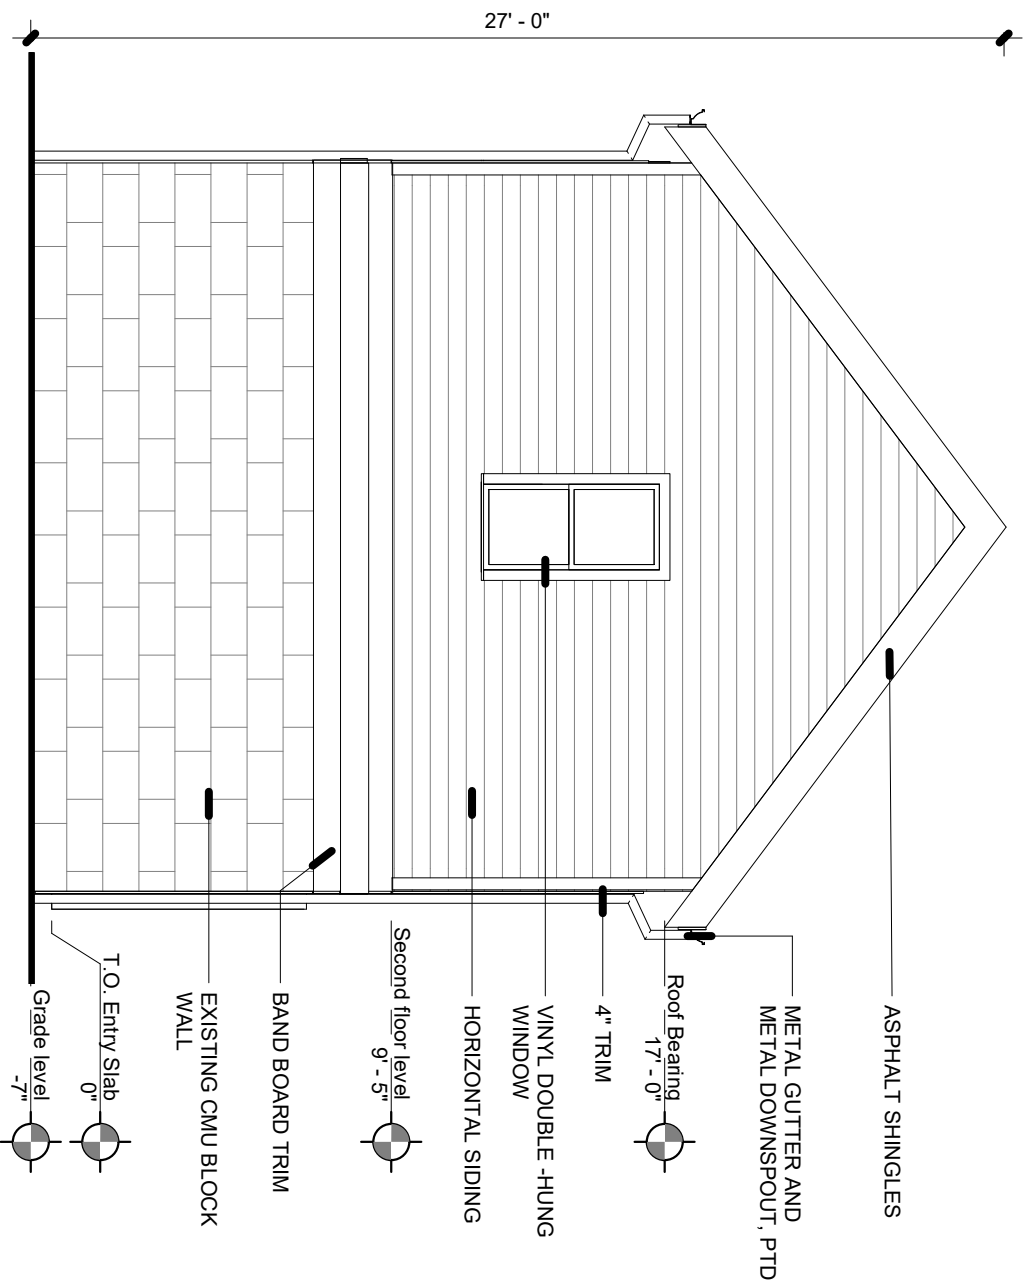 27' - 0"
ASPHALT SHINGLES
METAL GUTTER AND
METAL DOWNSPOUT, PTD
Roof Bearing
17' - 0"
4" TRIM
VINYL DOUBLE -HUNG
WINDOW
HORIZONTAL SIDING
Second floor level
9' - 5"
BAND BOARD TRIM
EXISTING CMU BLOCK
WALL
T.O. Entry Slab
0"
Grade level
-7"